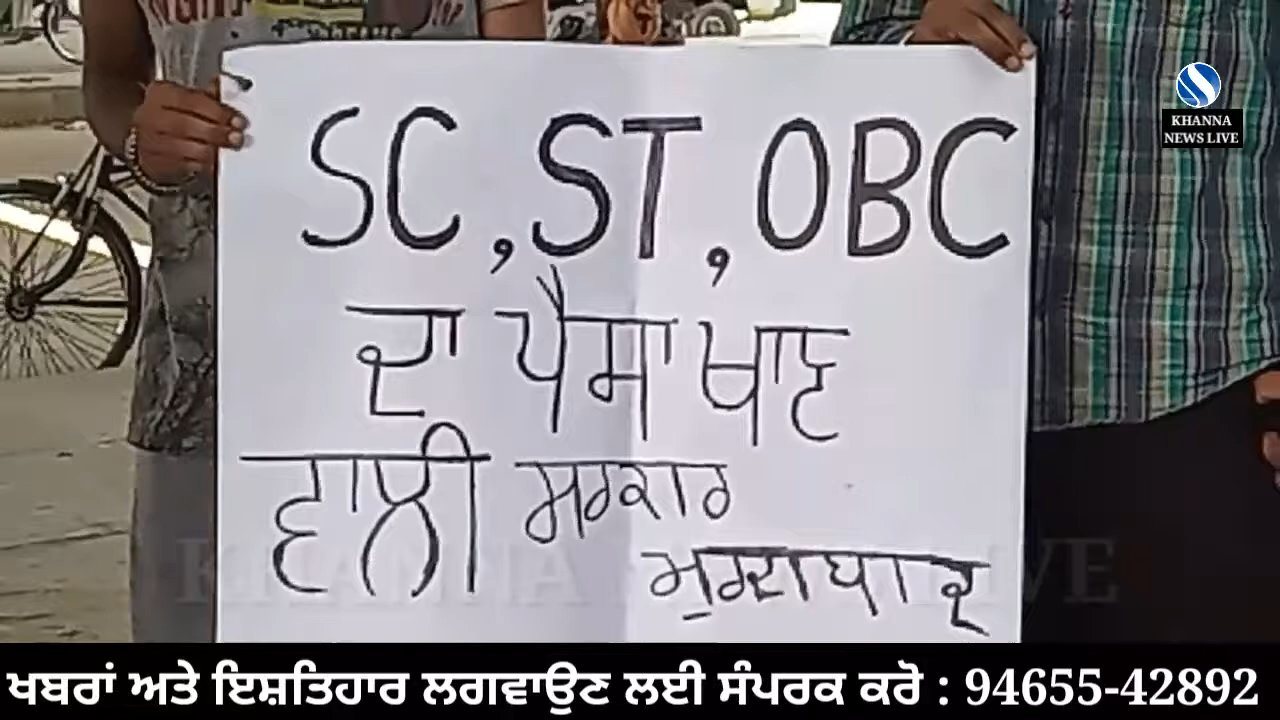 SC, ST, OBC
ਦਾ ਪੈਸਾ ਖਾਣ
ਵਾਲੀ ਸਰਕਾਰ
ਮੁਰਦਾਬਾਦ
KHANNA
NEWS LIVE
ਖਬਰਾਂ ਅਤੇ ਇਸ਼ਤਿਹਾਰ ਲਗਵਾਉਣ ਲਈ ਸੰਪਰਕ ਕਰੋ : 94655-42892